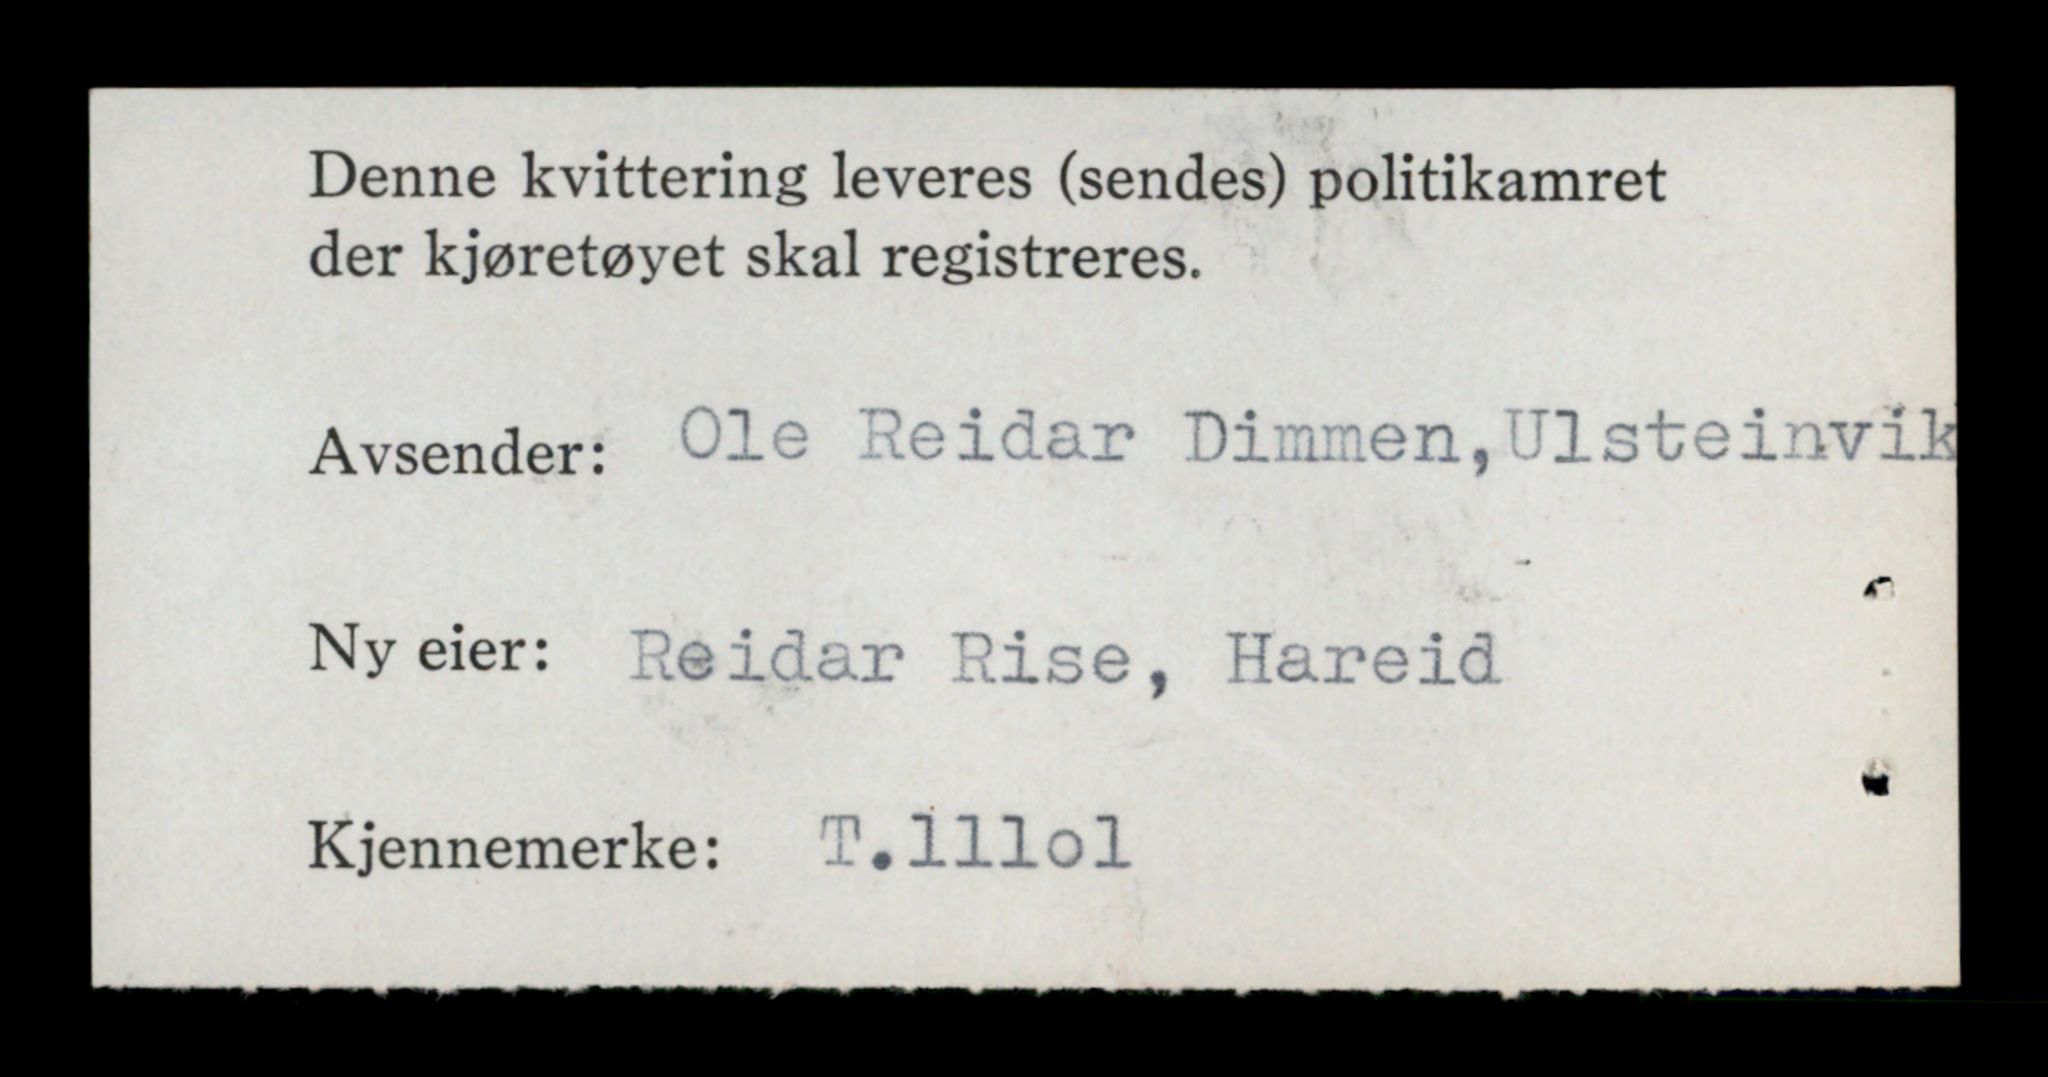 Denne kvittering leveres (sendes) politikamret
der kjøretøyet skal registreres.
Avsender: Ole Reidar Dimmen,Ulsteinvik
Ny eier: Reidar Rise, Hareid
Kjennemerke: T.lllol